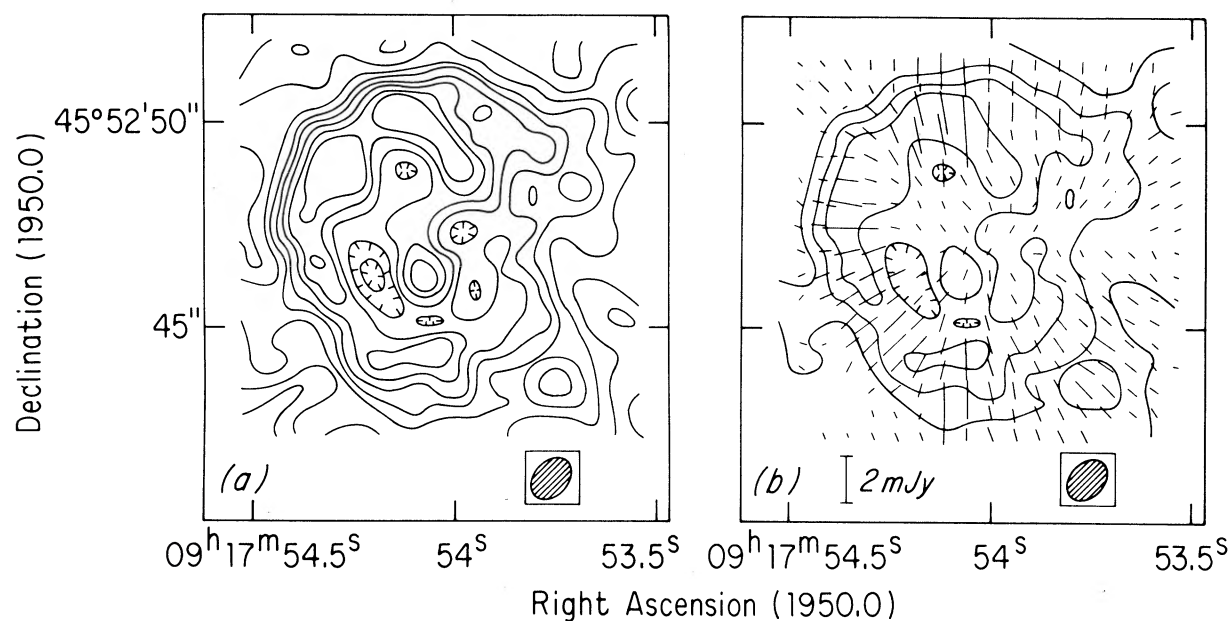 Declination (1950.0)
45°52'50"
45"
(a)
(b)
2mJy
09ʰ17ᵐ54.5ˢ
54ˢ
53.5ˢ
09ʰ17ᵐ54.5ˢ
54ˢ
53.5ˢ
Right Ascension (1950.0)